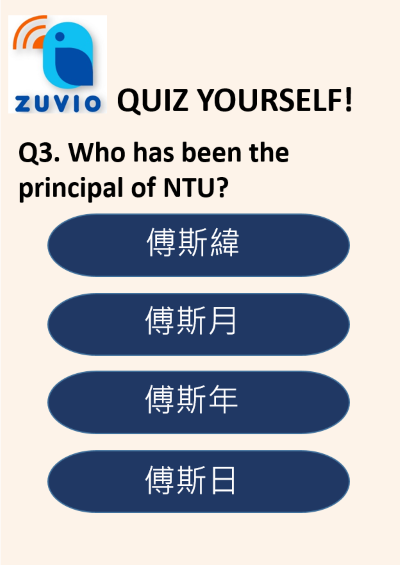 ZUVIO QUIZ YOURSELF!
Q3. Who has been the
principal of NTU?
傅斯緯
傅斯月
傅斯年
傅斯日